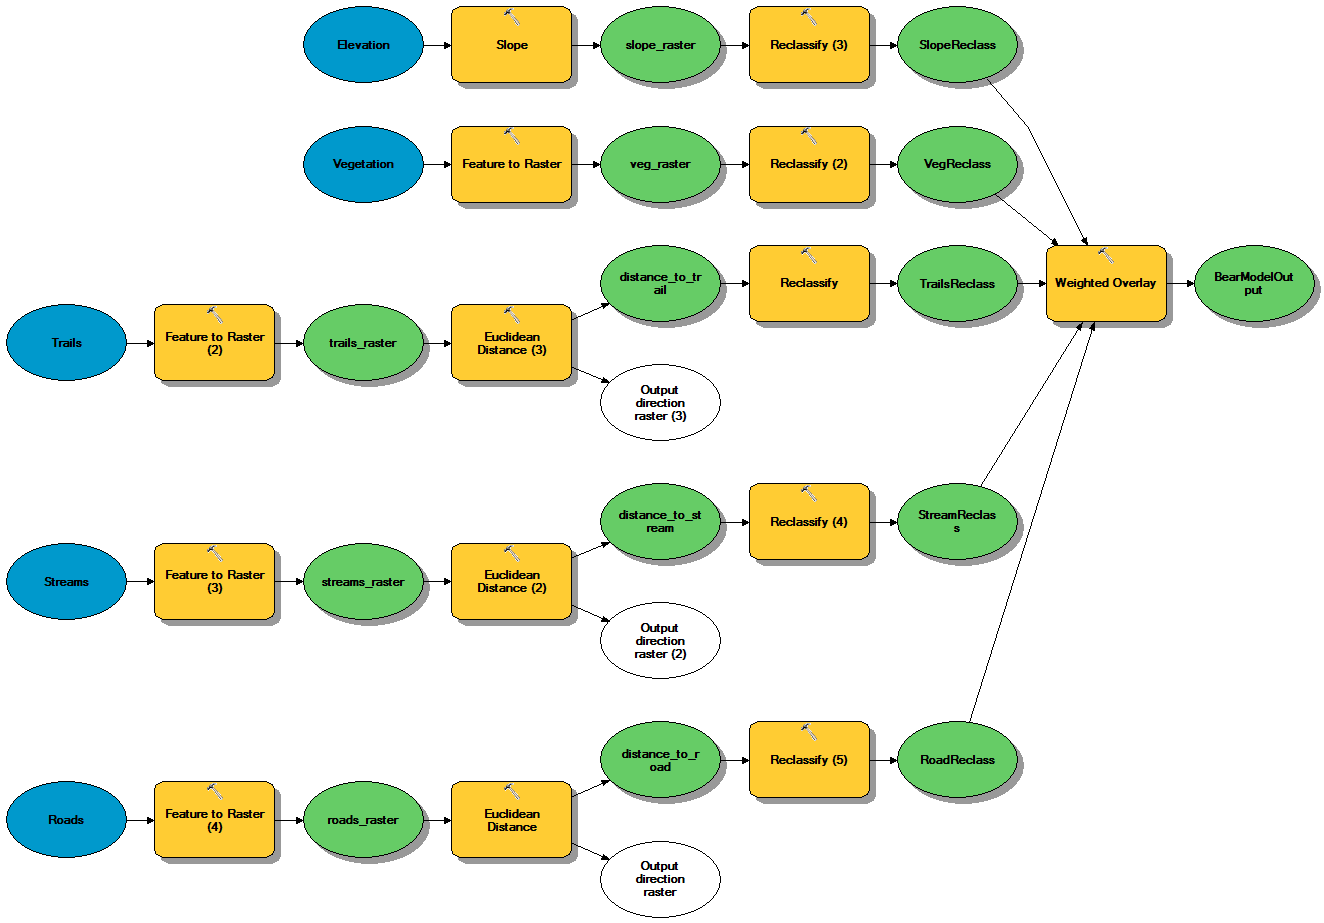 Elevation
Slope
slope_raster
Reclassify (3)
SlopeReclass
Vegetation
Feature to Raster
veg_raster
Reclassify (2)
VegReclass
distance_to_tr
ail
Reclassify
TrailsReclass
Weighted Overlay
BearModelOut
put
Trails
Feature to Raster
(2)
trails_raster
Euclidean
Distance (3)
Output
direction
raster (3)
distance_to_st
ream
Reclassify (4)
StreamReclas
s
Streams
Feature to Raster
(3)
streams_raster
Euclidean
Distance (2)
Output
direction
raster (2)
distance_to_r
oad
Reclassify (5)
RoadReclass
Roads
Feature to Raster
(4)
roads_raster
Euclidean
Distance
Output
direction
raster